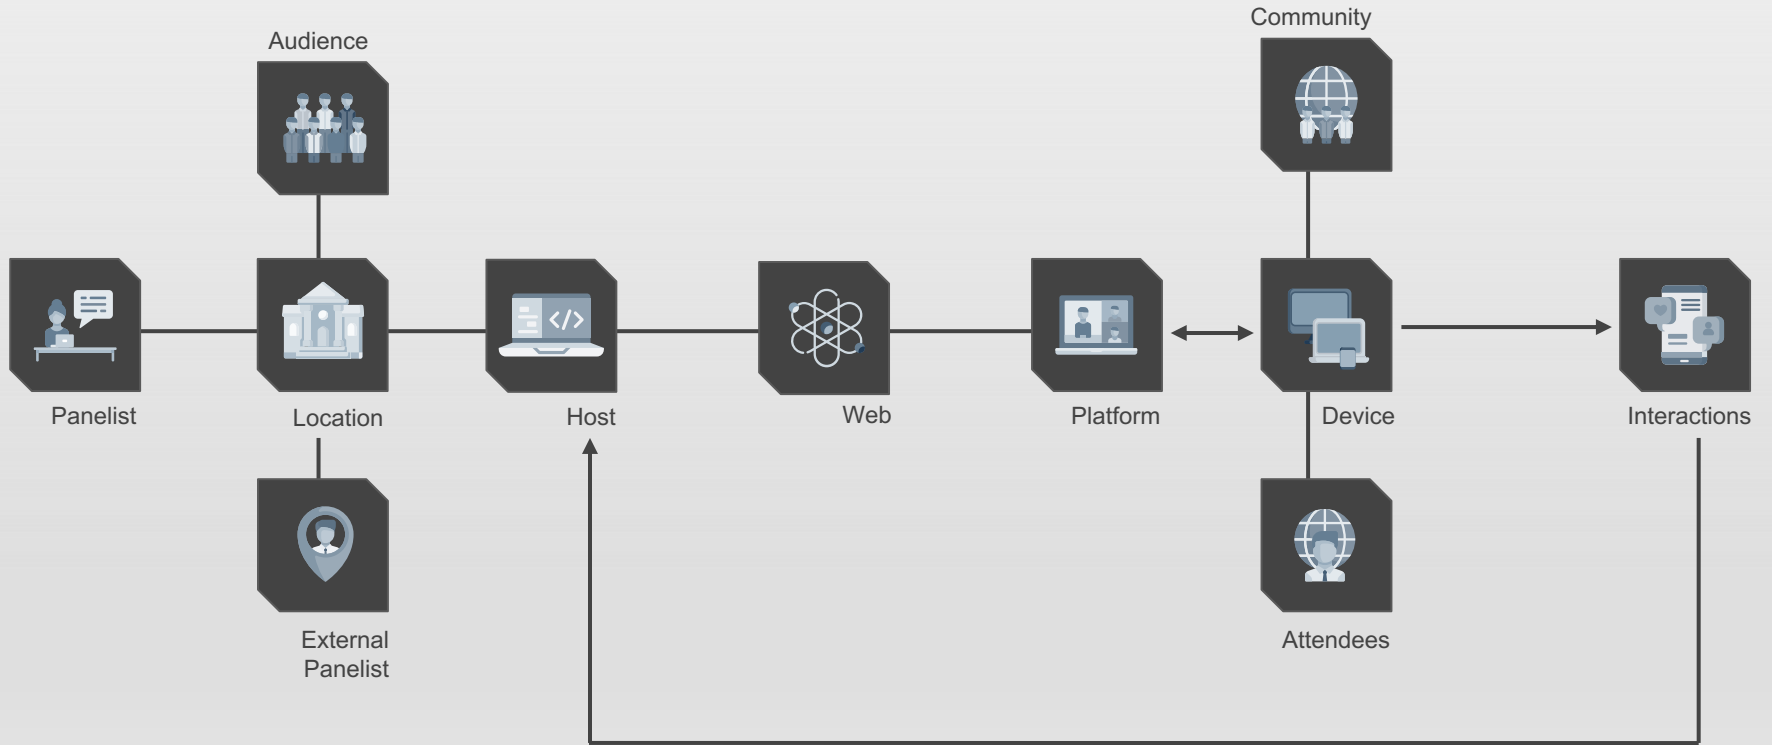 Community
Audience
Panelist
Location
Host
Web
Platform
Device
Interactions
External
Panelist
Attendees